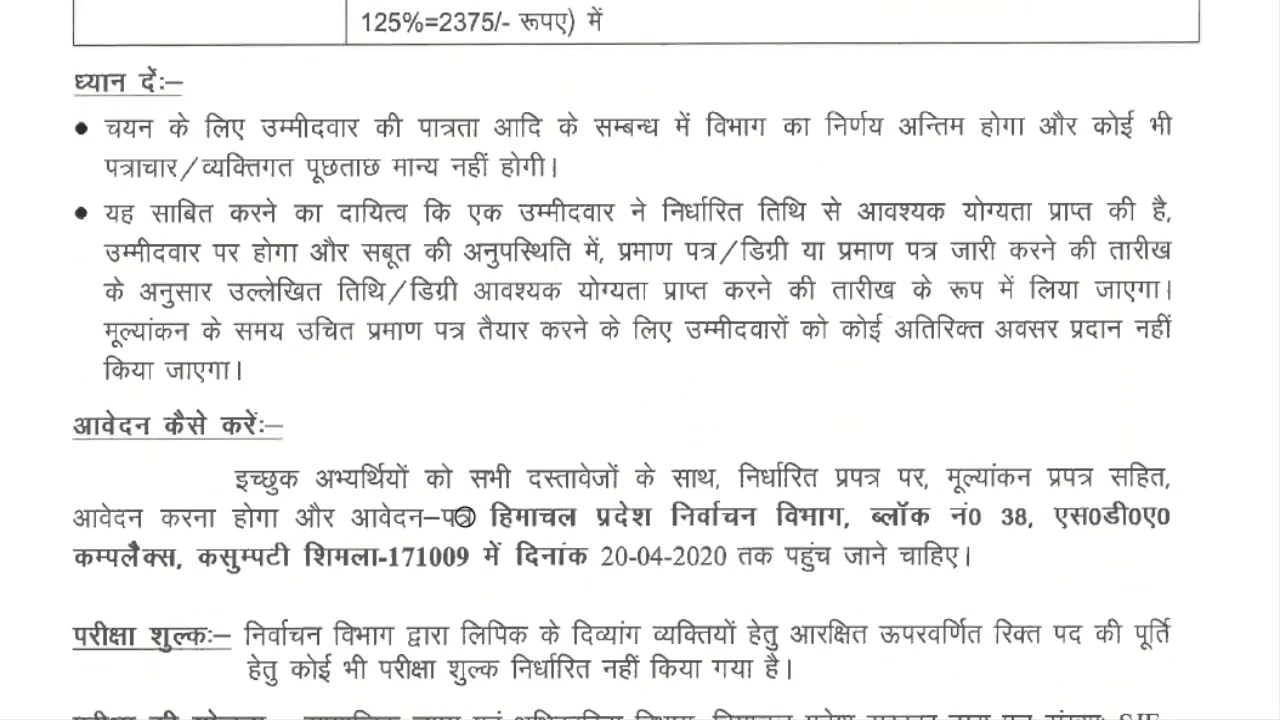 125%=2375/- रूपए) में
ध्यान दें:–
● चयन के लिए उम्मीदवार की पात्रता आदि के सम्बन्ध में विभाग का निर्णय अन्तिम होगा और कोई भी
पत्राचार/व्यक्तिगत पूछताछ मान्य नहीं होगी।
● यह साबित करने का दायित्व कि एक उम्मीदवार ने निर्धारित तिथि से आवश्यक योग्यता प्राप्त की है,
उम्मीदवार पर होगा और सबूत की अनुपस्थिति में, प्रमाण पत्र/डिग्री या प्रमाण पत्र जारी करने की तारीख
के अनुसार उल्लेखित तिथि/डिग्री आवश्यक योग्यता प्राप्त करने की तारीख के रूप में लिया जाएगा।
मूल्यांकन के समय उचित प्रमाण पत्र तैयार करने के लिए उम्मीदवारों को कोई अतिरिक्त अवसर प्रदान नहीं
किया जाएगा।
आवेदन कैसे करें:–
इच्छुक अभ्यर्थियों को सभी दस्तावेजों के साथ, निर्धारित प्रपत्र पर, मूल्यांकन प्रपत्र सहित,
आवेदन करना होगा और आवेदन–पत्र हिमाचल प्रदेश निर्वाचन विभाग, ब्लॉक नं0 38, एस0डी0ए0
कम्पलैक्स, कसुम्पटी शिमला-171009 में दिनांक 20-04-2020 तक पहुंच जाने चाहिए।
परीक्षा शुल्क:– निर्वाचन विभाग द्वारा लिपिक के दिव्यांग व्यक्तियों हेतु आरक्षित ऊपरवर्णित रिक्त पद की पूर्ति
हेतु कोई भी परीक्षा शुल्क निर्धारित नहीं किया गया है।